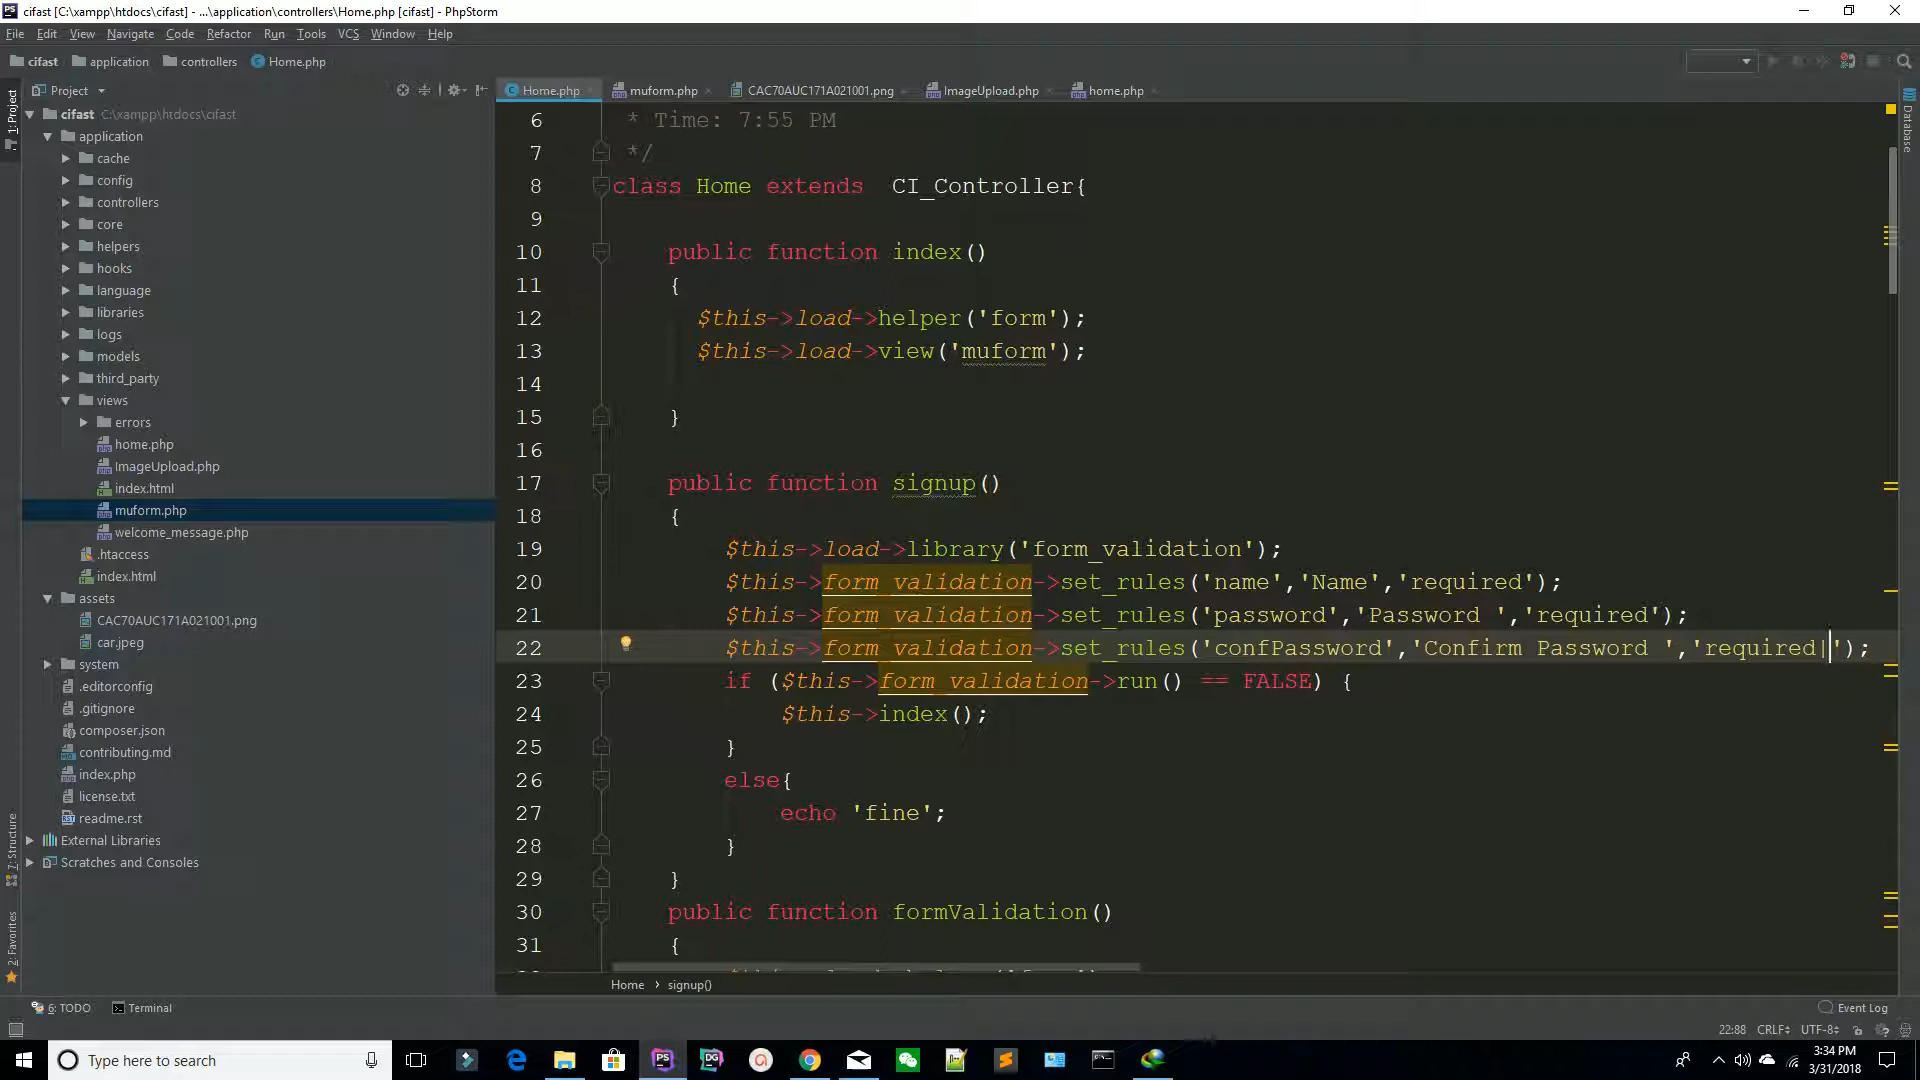 cifast [C:\xampp\htdocs\cifast] - ...\application\controllers\Home.php [cifast] - PhpStorm
File Edit View Navigate Code Refactor Run Tools VCS Window Help
cifast application controllers Home.php
Project
Home.php muform.php CAC70AUC171A021001.png ImageUpload.php home.php
1: Project
Database
7: Structure
2: Favorites
cifast C:\xampp\htdocs\cifast
application
cache
config
controllers
core
helpers
hooks
language
libraries
logs
models
third_party
views
errors
home.php
ImageUpload.php
index.html
muform.php
welcome_message.php
.htaccess
index.html
assets
CAC70AUC171A021001.png
car.jpeg
system
.editorconfig
.gitignore
composer.json
contributing.md
index.php
license.txt
readme.rst
External Libraries
Scratches and Consoles
6 * Time: 7:55 PM
7 */
8 class Home extends CI_Controller{
9
10 public function index()
11 {
12 $this->load->helper('form');
13 $this->load->view('muform');
14
15 }
16
17 public function signup()
18 {
19 $this->load->library('form_validation');
20 $this->form_validation->set_rules('name','Name','required');
21 $this->form_validation->set_rules('password','Password ','required');
22 $this->form_validation->set_rules('confPassword','Confirm Password ','required|');
23 if ($this->form_validation->run() == FALSE) {
24 $this->index();
25 }
26 else{
27 echo 'fine';
28 }
29 }
30 public function formValidation()
31 {
Home › signup()
6: TODO Terminal Event Log
22:88 CRLF UTF-8
Type here to search
3:34 PM
3/31/2018